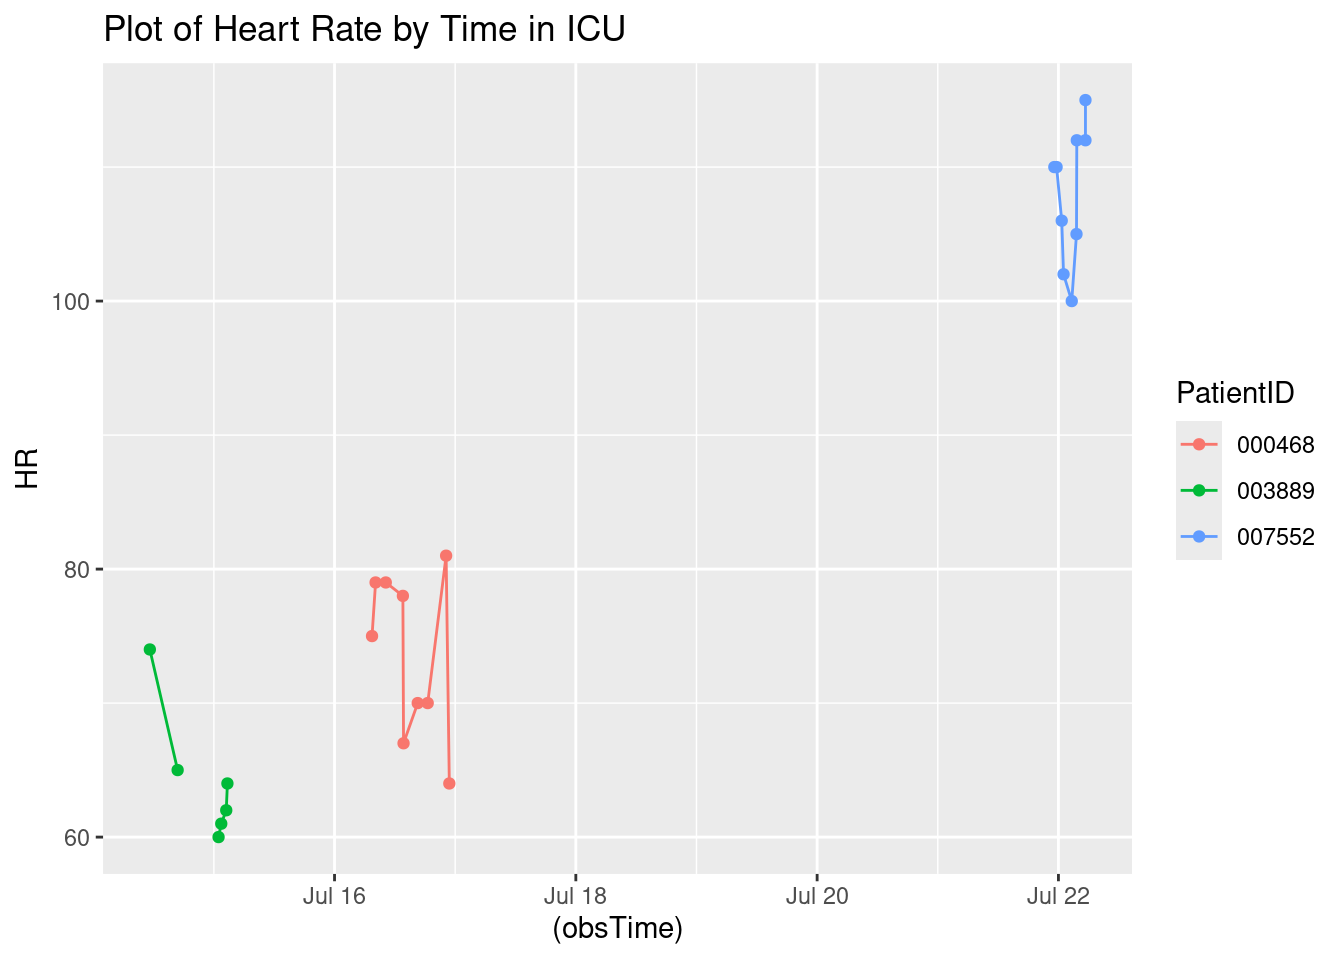 Plot of Heart Rate by Time in ICU
HR
100
80
60
Jul 16
Jul 18
Jul 20
Jul 22
(obsTime)
PatientID
000468
003889
007552